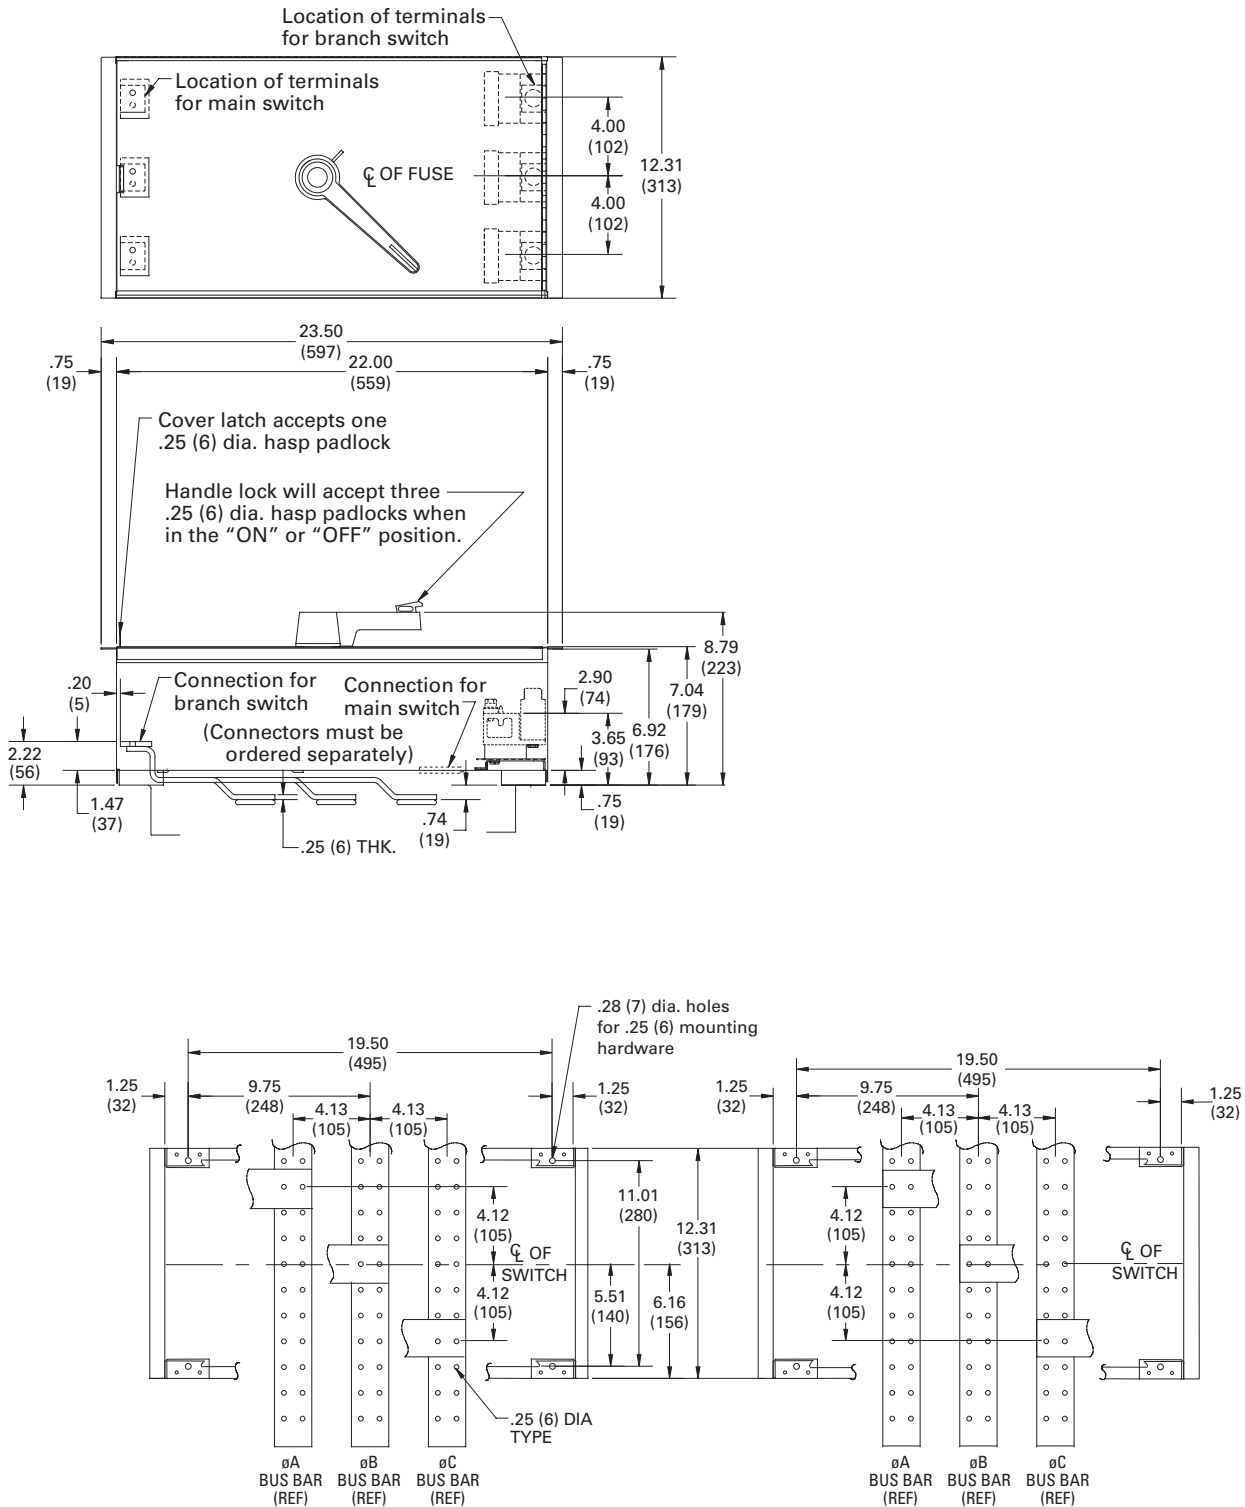 Location of terminals
for branch switch
Location of terminals
for main switch
4.00
(102)
12.31
(313)
℄ OF FUSE
4.00
(102)
23.50
(597)
.75
(19)
22.00
(559)
.75
(19)
Cover latch accepts one
.25 (6) dia. hasp padlock
Handle lock will accept three
.25 (6) dia. hasp padlocks when
in the “ON” or “OFF” position.
8.79
(223)
.20
(5)
Connection for
branch switch
Connection for
main switch
2.90
(74)
7.04
(179)
(Connectors must be
ordered separately)
3.65
(93)
6.92
(176)
2.22
(56)
1.47
(37)
.74
(19)
.75
(19)
.25 (6) THK.
.28 (7) dia. holes
for .25 (6) mounting
hardware
19.50
(495)
1.25
(32)
9.75
(248)
1.25
(32)
4.13
(105)
4.13
(105)
11.01
(280)
4.12
(105)
12.31
(313)
℄ OF
SWITCH
5.51
(140)
6.16
(156)
4.12
(105)
.25 (6) DIA
TYPE
øA
BUS BAR
(REF)
øB
BUS BAR
(REF)
øC
BUS BAR
(REF)
19.50
(495)
1.25
(32)
9.75
(248)
1.25
(32)
4.13
(105)
4.13
(105)
4.12
(105)
℄ OF
SWITCH
4.12
(105)
øA
BUS BAR
(REF)
øB
BUS BAR
(REF)
øC
BUS BAR
(REF)